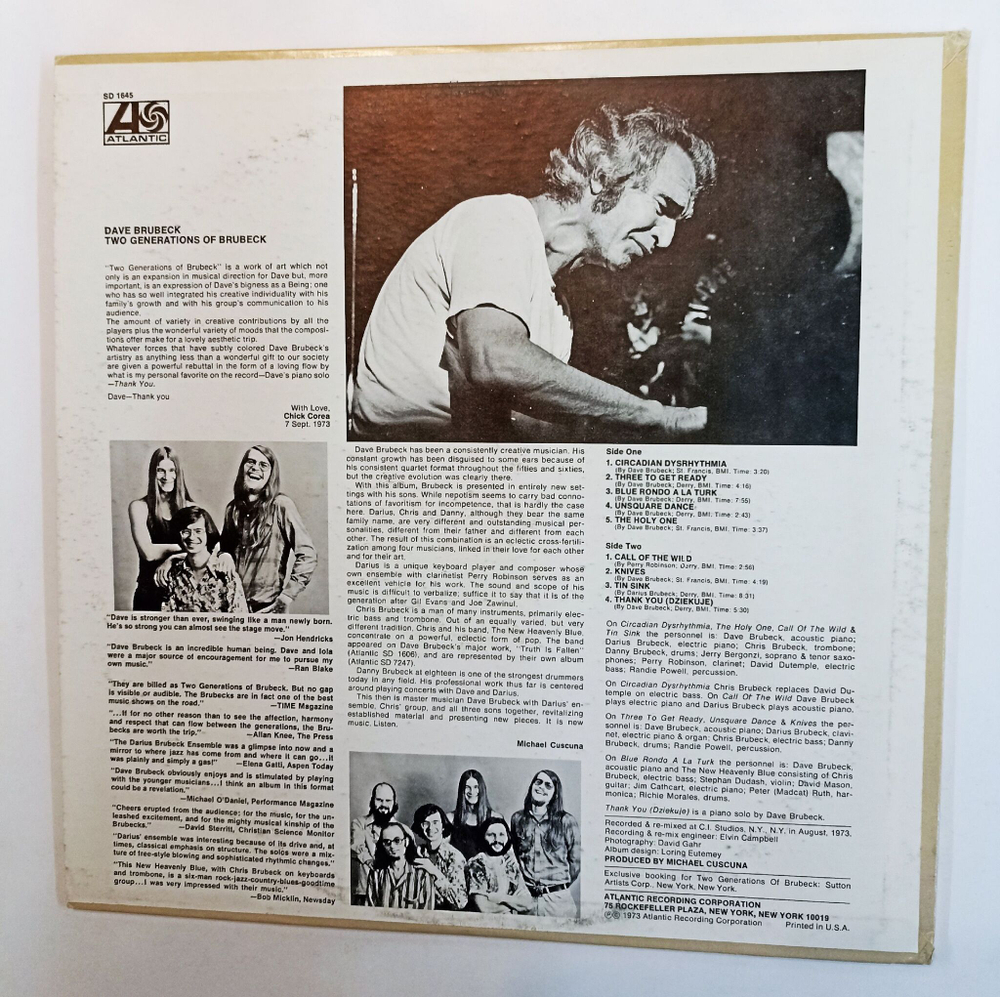 SD 1645
ATLANTIC
DAVE BRUBECK
TWO GENERATIONS OF BRUBECK
"Two Generations of Brubeck" is a work of art which not
only is an expansion in musical direction for Dave but, more
important, is an expression of Dave's bigness as a Being; one
who has so well integrated his creative individuality with his
family's growth and with his group's communication to his
audience.
The amount of variety in creative contributions by all the
players plus the wonderful variety of moods that the composi-
tions offer make for a lovely aesthetic trip.
Whatever forces that have subtly colored Dave Brubeck's
artistry as anything less than a wonderful gift to our society
are given a powerful rebuttal in the form of a loving flow by
what is my personal favorite on the record—Dave's piano solo
—Thank You.
Dave—Thank you
With Love,
Chick Corea
7 Sept. 1973
"Dave is stronger than ever, swinging like a man newly born.
He's so strong you can almost see the stage move."
—Jon Hendricks
"Dave Brubeck is an incredible human being. Dave and Iola
were a major source of encouragement for me to pursue my
own music."
—Ran Blake
"They are billed as Two Generations of Brubeck. But no gap
is visible or audible. The Brubecks are in fact one of the best
music shows on the road."
—TIME Magazine
"...If for no other reason than to see the affection, harmony
and respect that can flow between the generations, the Bru-
becks are worth the trip."
—Allan Knee, The Press
"The Darius Brubeck Ensemble was a glimpse into now and a
mirror to where jazz has come from and where it can go...it
was plainly and simply a gas!"
—Elena Gatti, Aspen Today
"Dave Brubeck obviously enjoys and is stimulated by playing
with the younger musicians...I think an album in this format
could be a revelation."
—Michael O'Daniel, Performance Magazine
"Cheers erupted from the audience; for the music, for the un-
leashed excitement, and for the mighty musical kinship of the
Brubecks."
—David Sterritt, Christian Science Monitor
"Darius' ensemble was interesting because of its drive and, at
times, classical emphasis on structure. The solos were a mix-
ture of free-style blowing and sophisticated rhythmic changes."
"This New Heavenly Blue, with Chris Brubeck on keyboards
and trombone, is a six-man rock-jazz-country-blues-goodtime
group...I was very impressed with their music."
—Bob Micklin, Newsday
Dave Brubeck has been a consistently creative musician. His
constant growth has been disguised to some ears because of
his consistent quartet format throughout the fifties and sixties,
but the creative evolution was clearly there.
With this album, Brubeck is presented in entirely new set-
tings with his sons. While nepotism seems to carry bad conno-
tations of favoritism for incompetence, that is hardly the case
here. Darius, Chris and Danny, although they bear the same
family name, are very different and outstanding musical per-
sonalities, different from their father and different from each
other. The result of this combination is an eclectic cross-fertili-
zation among four musicians, linked in their love for each other
and for their art.
Darius is a unique keyboard player and composer whose
own ensemble with clarinetist Perry Robinson serves as an
excellent vehicle for his work. The sound and scope of his
music is difficult to verbalize; suffice it to say that it is of the
generation after Gil Evans and Joe Zawinul.
Chris Brubeck is a man of many instruments, primarily elec-
tric bass and trombone. Out of an equally varied, but very
different tradition, Chris and his band, The New Heavenly Blue,
concentrate on a powerful, eclectic form of pop. The band
appeared on Dave Brubeck's major work, "Truth Is Fallen"
(Atlantic SD 1606), and are represented by their own album
(Atlantic SD 7247).
Danny Brubeck at eighteen is one of the strongest drummers
today in any field. His professional work thus far is centered
around playing concerts with Dave and Darius.
This then is master musician Dave Brubeck with Darius' en-
semble, Chris' group, and all three sons together, revitalizing
established material and presenting new pieces. It is new
music. Listen.
Michael Cuscuna
Side One
1. CIRCADIAN DYSRHYTHMIA
(By Dave Brubeck; St. Francis, BMI. Time: 3:20)
2. THREE TO GET READY
(By Dave Brubeck; Derry, BMI. Time: 4:16)
3. BLUE RONDO A LA TURK
(By Dave Brubeck; Derry, BMI. Time: 7:55)
4. UNSQUARE DANCE
(By Dave Brubeck; Derry, BMI. Time: 2:43)
5. THE HOLY ONE
(By Dave Brubeck; St. Francis, BMI. Time: 3:37)
Side Two
1. CALL OF THE WILD
(By Perry Robinson; Derry, BMI. Time: 2:56)
2. KNIVES
(By Dave Brubeck; St. Francis, BMI. Time: 4:19)
3. TIN SINK
(By Darius Brubeck; Derry, BMI. Time: 8:31)
4. THANK YOU (DZIEKUJE)
(By Dave Brubeck; Derry, BMI. Time: 5:30)
On Circadian Dysrhythmia, The Holy One, Call Of The Wild &
Tin Sink the personnel is: Dave Brubeck, acoustic piano;
Darius Brubeck, electric piano; Chris Brubeck, trombone;
Danny Brubeck, drums; Jerry Bergonzi, soprano & tenor saxo-
phones; Perry Robinson, clarinet; David Dutemple, electric
bass; Randie Powell, percussion.
On Circadian Dysrhythmia Chris Brubeck replaces David Du-
temple on electric bass. On Call Of The Wild Dave Brubeck
plays electric piano and Darius Brubeck plays acoustic piano.
On Three To Get Ready, Unsquare Dance & Knives the per-
sonnel is: Dave Brubeck, acoustic piano; Darius Brubeck, clavi-
net, electric piano & organ; Chris Brubeck, electric bass; Danny
Brubeck, drums; Randie Powell, percussion.
On Blue Rondo A La Turk the personnel is: Dave Brubeck,
acoustic piano and The New Heavenly Blue consisting of Chris
Brubeck, electric bass; Stephan Dudash, violin; David Mason,
guitar; Jim Cathcart, electric piano; Peter (Madcat) Ruth, har-
monica; Richie Morales, drums.
Thank You (Dziekuje) is a piano solo by Dave Brubeck.
Recorded & re-mixed at C.I. Studios, N.Y., N.Y. in August, 1973.
Recording & re-mix engineer: Elvin Campbell
Photography: David Gahr
Album design: Loring Eutemey
PRODUCED BY MICHAEL CUSCUNA
Exclusive booking for Two Generations Of Brubeck: Sutton
Artists Corp., New York, New York.
ATLANTIC RECORDING CORPORATION
75 ROCKEFELLER PLAZA, NEW YORK, NEW YORK 10019
Ⓟ© 1973 Atlantic Recording Corporation Printed in U.S.A.